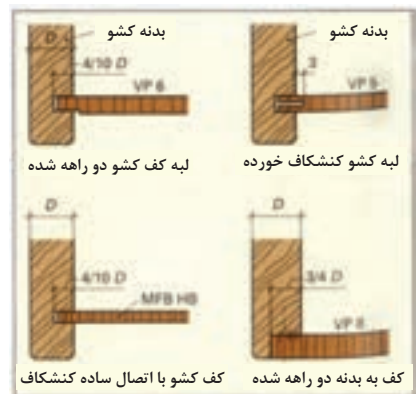 بدنه کشو
D
4/10 D
VP 6
لبه کف کشو دو راهه شده
بدنه کشو
3
VP 5
لبه کشو کنشکاف خورده
D
4/10 D
MFB HB
کف کشو با اتصال ساده کنشکاف
D
3/4 D
VP 8
کف به بدنه دو راهه شده